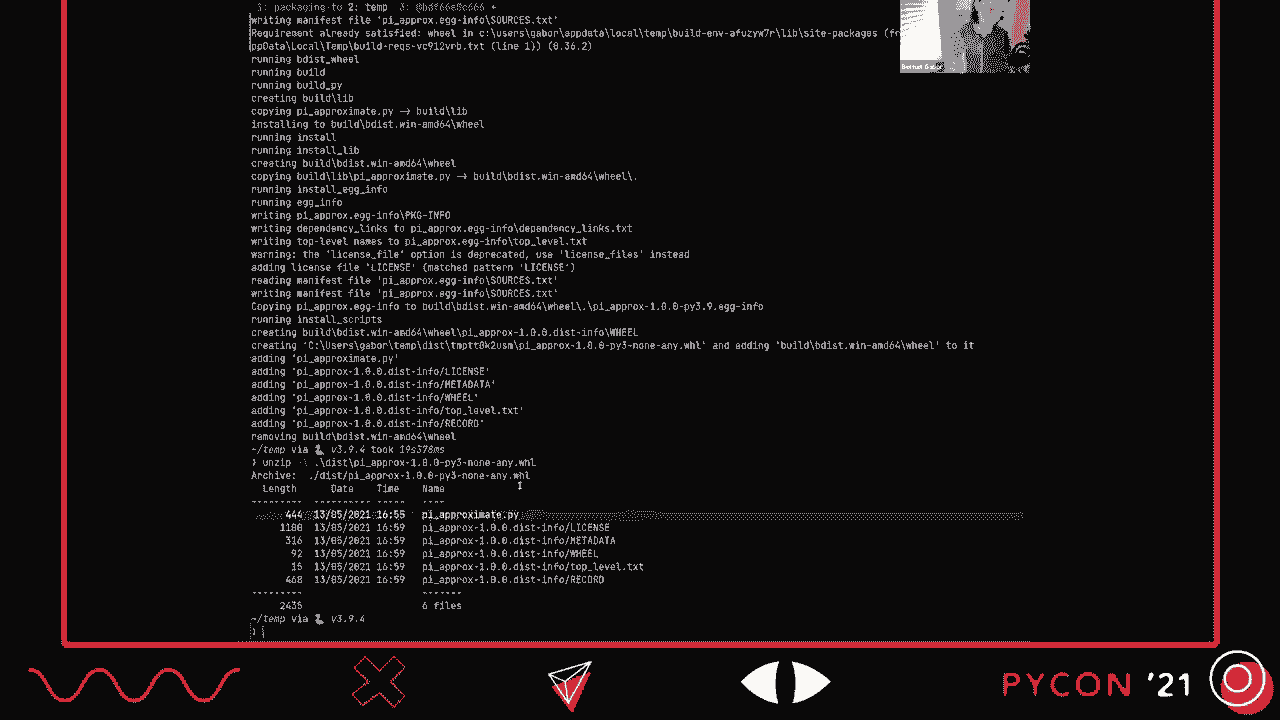 1: packaging to 2: temp 3: @bdf66e8c666 +
writing manifest file 'pi_approx.egg-info\SOURCES.txt'
Requirement already satisfied: wheel in c:\users\gabor\appdata\local\temp\build-env-afuzyw7r\lib\site-packages
ppData\Local\Temp\build-reqs-vc912vrb.txt (line 1)) (0.36.2)
running bdist_wheel
running build
running build_py
creating build\lib
copying pi_approximate.py -> build\lib
installing to build\bdist.win-amd64\wheel
running install
running install_lib
creating build\bdist.win-amd64\wheel
copying build\lib\pi_approximate.py -> build\bdist.win-amd64\wheel\.
running install_egg_info
running egg_info
writing pi_approx.egg-info\PKG-INFO
writing dependency_links to pi_approx.egg-info\dependency_links.txt
writing top-level names to pi_approx.egg-info\top_level.txt
warning: the 'license_file' option is deprecated, use 'license_files' instead
adding license file 'LICENSE' (matched pattern 'LICENSE')
reading manifest file 'pi_approx.egg-info\SOURCES.txt'
writing manifest file 'pi_approx.egg-info\SOURCES.txt'
Copying pi_approx.egg-info to build\bdist.win-amd64\wheel\.\pi_approx-1.0.0-py3.9.egg-info
running install_scripts
creating build\bdist.win-amd64\wheel\pi_approx-1.0.0.dist-info\WHEEL
creating 'C:\Users\gabor\temp\dist\tmptt0k2usm\pi_approx-1.0.0-py3-none-any.whl' and adding 'build\bdist.win-amd64\wheel' to it
adding 'pi_approximate.py'
adding 'pi_approx-1.0.0.dist-info/LICENSE'
adding 'pi_approx-1.0.0.dist-info/METADATA'
adding 'pi_approx-1.0.0.dist-info/WHEEL'
adding 'pi_approx-1.0.0.dist-info/top_level.txt'
adding 'pi_approx-1.0.0.dist-info/RECORD'
removing build\bdist.win-amd64\wheel
~/temp via v3.9.4 took 19s378ms
❯ unzip .\dist\pi_approx-1.0.0-py3-none-any.whl
Archive: ./dist/pi_approx-1.0.0-py3-none-any.whl
Length Date Time Name
--------- ---------- ----- ----
444 13/05/2021 16:55 pi_approximate.py
1100 13/05/2021 16:59 pi_approx-1.0.0.dist-info/LICENSE
316 13/05/2021 16:59 pi_approx-1.0.0.dist-info/METADATA
92 13/05/2021 16:59 pi_approx-1.0.0.dist-info/WHEEL
15 13/05/2021 16:59 pi_approx-1.0.0.dist-info/top_level.txt
468 13/05/2021 16:59 pi_approx-1.0.0.dist-info/RECORD
--------- -------
2435 6 files
~/temp via v3.9.4
❯
PYCON '21